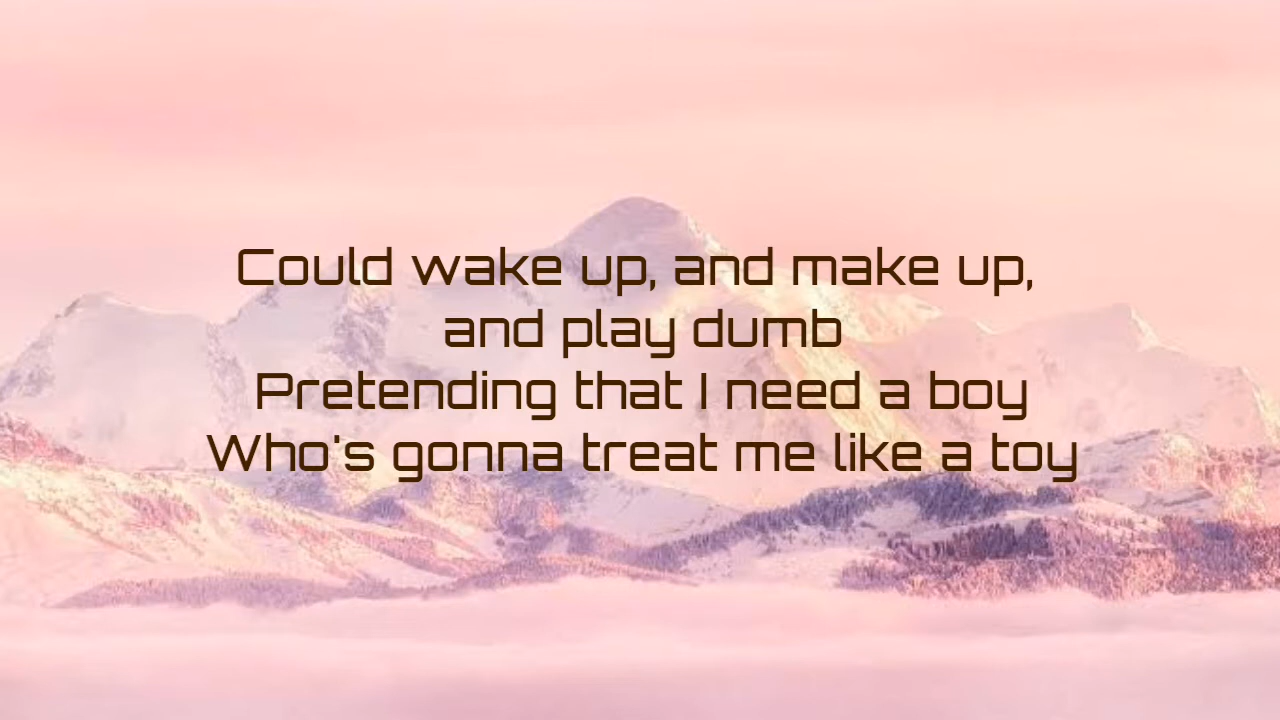 Could wake up, and make up,
and play dumb
Pretending that I need a boy
Who's gonna treat me like a toy